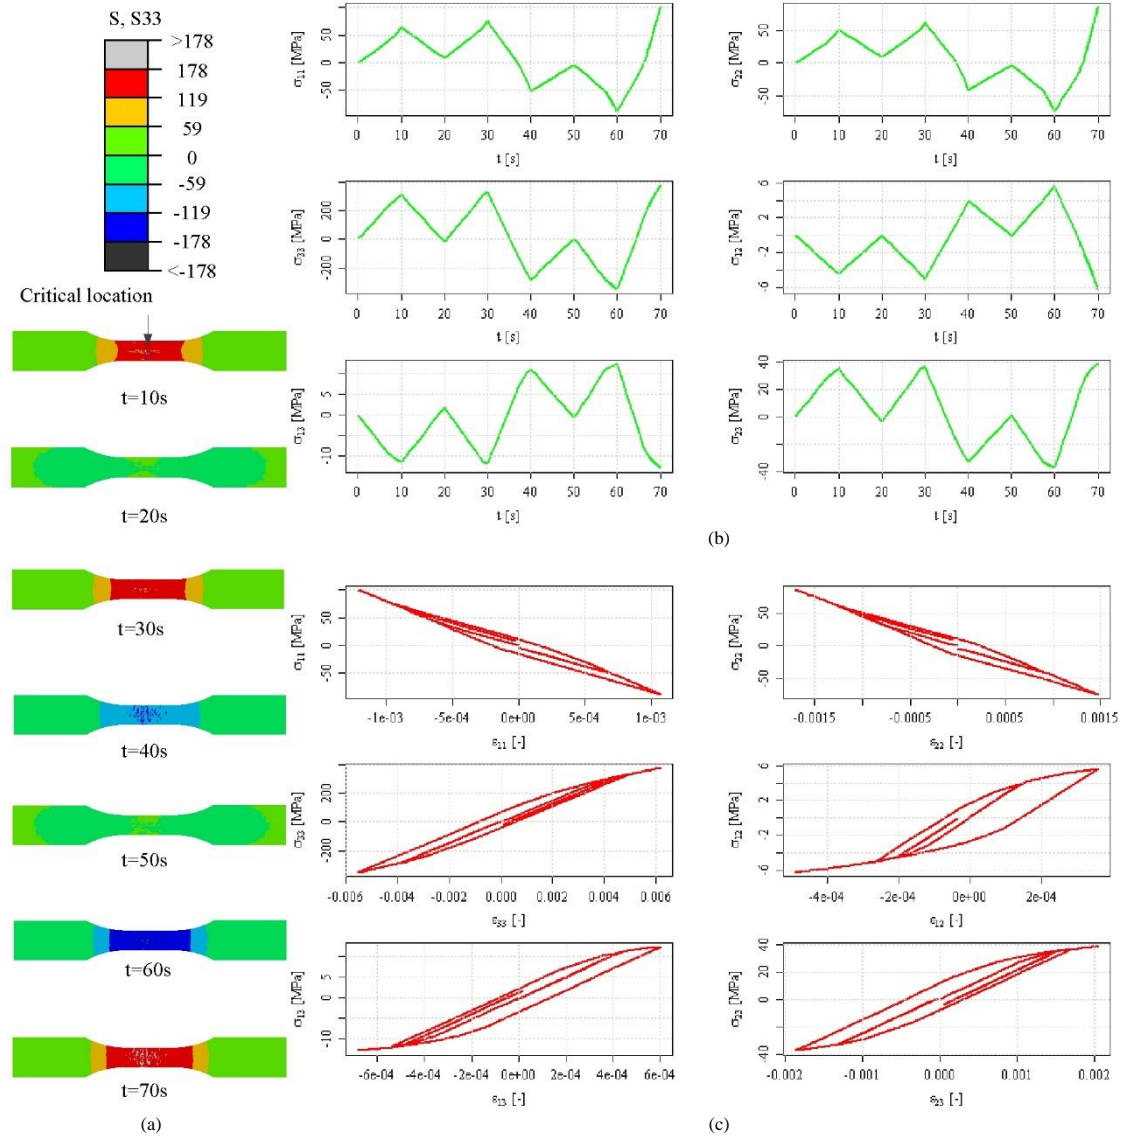 S, S33
>178
178
119
59
0
-59
-119
-178
<-178
Critical location
t=10s
t=20s
t=30s
t=40s
t=50s
t=60s
t=70s
(a)
σ11 [MPa]
50
0
-50
0 10 20 30 40 50 60 70
t [s]
σ22 [MPa]
50
0
-50
0 10 20 30 40 50 60 70
t [s]
σ33 [MPa]
200
0
-200
0 10 20 30 40 50 60 70
t [s]
σ12 [MPa]
6
2
-2
-6
0 10 20 30 40 50 60 70
t [s]
σ13 [MPa]
5
0
-10
0 10 20 30 40 50 60 70
t [s]
σ23 [MPa]
40
20
0
-40
0 10 20 30 40 50 60 70
t [s]
(b)
σ11 [MPa]
50
0
-50
-1e-03 -5e-04 0e+00 5e-04 1e-03
ε11 [-]
σ22 [MPa]
50
0
-50
-0.0015 -0.0005 0.0005 0.0015
ε22 [-]
σ33 [MPa]
200
0
-200
-0.006 -0.004 -0.002 0.000 0.002 0.004 0.006
ε33 [-]
σ12 [MPa]
6
2
-2
-6
-4e-04 -2e-04 0e+00 2e-04
ε12 [-]
σ13 [MPa]
5
0
-10
-6e-04 -4e-04 -2e-04 0e+00 2e-04 4e-04 6e-04
ε13 [-]
σ23 [MPa]
40
20
0
-40
-0.002 -0.001 0.000 0.001 0.002
ε23 [-]
(c)